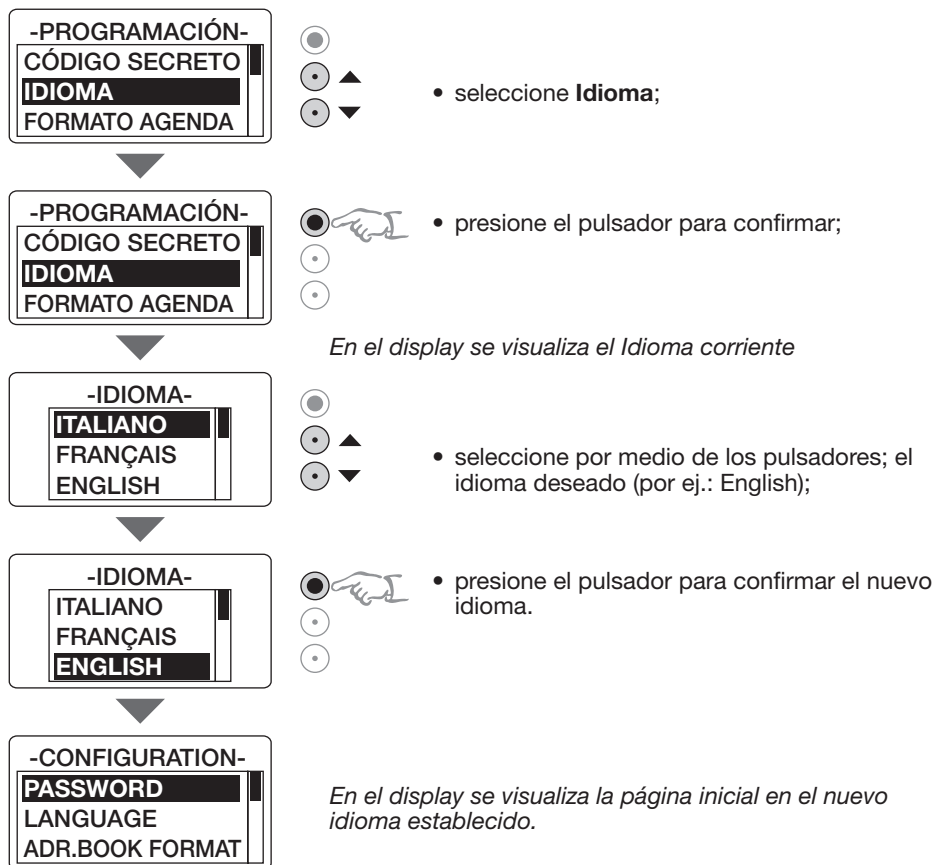 -PROGRAMACIÓN-
CÓDIGO SECRETO
IDIOMA
FORMATO AGENDA
• seleccione Idioma;
-PROGRAMACIÓN-
CÓDIGO SECRETO
IDIOMA
FORMATO AGENDA
• presione el pulsador para confirmar;
En el display se visualiza el Idioma corriente
-IDIOMA-
ITALIANO
FRANÇAIS
ENGLISH
• seleccione por medio de los pulsadores; el
idioma deseado (por ej.: English);
-IDIOMA-
ITALIANO
FRANÇAIS
ENGLISH
• presione el pulsador para confirmar el nuevo
idioma.
-CONFIGURATION-
PASSWORD
LANGUAGE
ADR.BOOK FORMAT
En el display se visualiza la página inicial en el nuevo
idioma establecido.